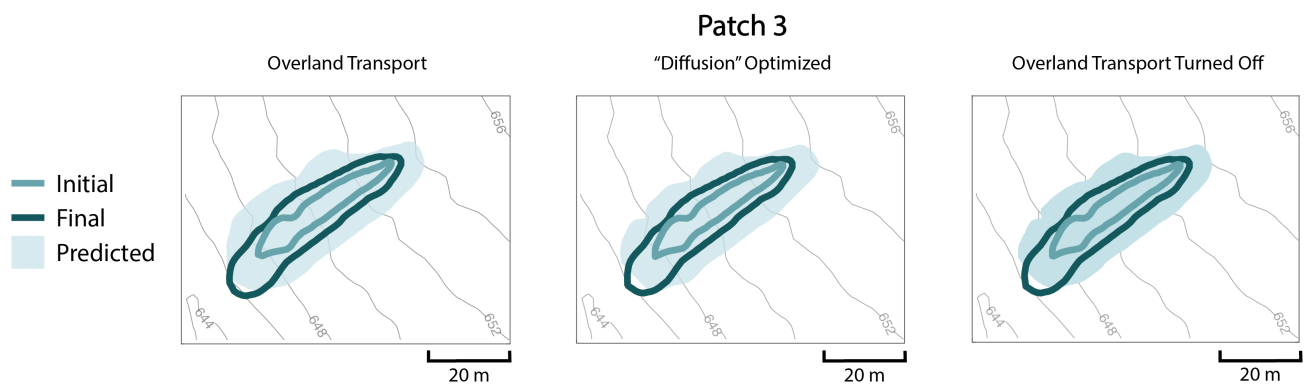 Patch 3
Overland Transport
“Diffusion” Optimized
Overland Transport Turned Off
Initial
Final
Predicted
656
644
648
652
20 m
656
644
648
652
20 m
656
644
648
652
20 m